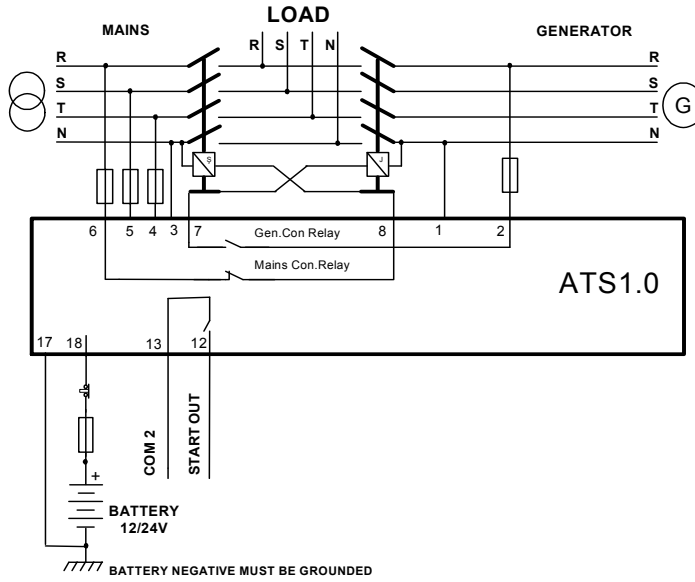 LOAD
MAINS
GENERATOR
R S T N
R
S
T
N
R
S
T
N
G
Ş
J
6 5 4 3 7 8 1 2
Gen.Con Relay
Mains Con.Relay
ATS1.0
17 18 13 12
COM 2
START OUT
+
BATTERY
12/24V
BATTERY NEGATIVE MUST BE GROUNDED